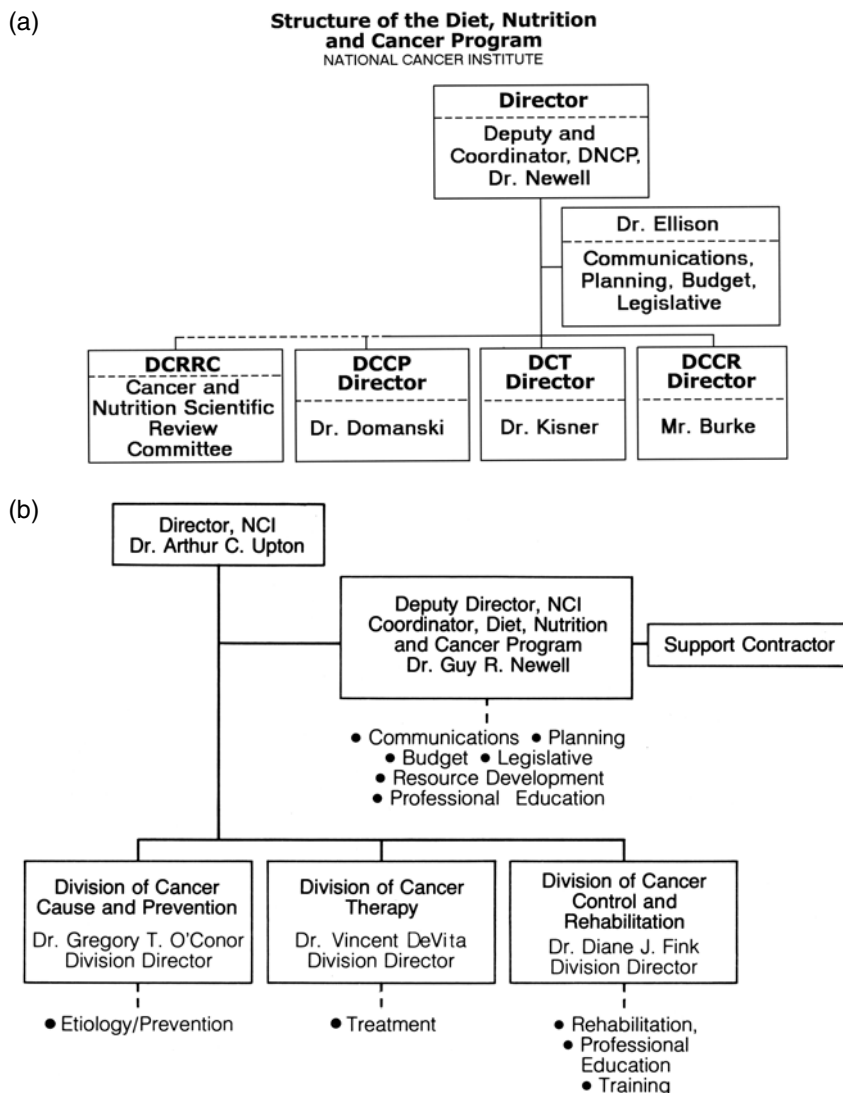 (a)
Structure of the Diet, Nutrition
and Cancer Program
NATIONAL CANCER INSTITUTE
Director
Deputy and
Coordinator, DNCP,
Dr. Newell
Dr. Ellison
Communications,
Planning, Budget,
Legislative
DCRRC
Cancer and
Nutrition Scientific
Review
Committee
DCCP
Director
Dr. Domanski
DCT
Director
Dr. Kisner
DCCR
Director
Mr. Burke
(b)
Director, NCI
Dr. Arthur C. Upton
Deputy Director, NCI
Coordinator, Diet, Nutrition
and Cancer Program
Dr. Guy R. Newell
Support Contractor
● Communications ● Planning
● Budget ● Legislative
● Resource Development
● Professional Education
Division of Cancer
Cause and Prevention
Dr. Gregory T. O'Conor
Division Director
● Etiology/Prevention
Division of Cancer
Therapy
Dr. Vincent DeVita
Division Director
● Treatment
Division of Cancer
Control and
Rehabilitation
Dr. Diane J. Fink
Division Director
● Rehabilitation,
● Professional
Education
● Training